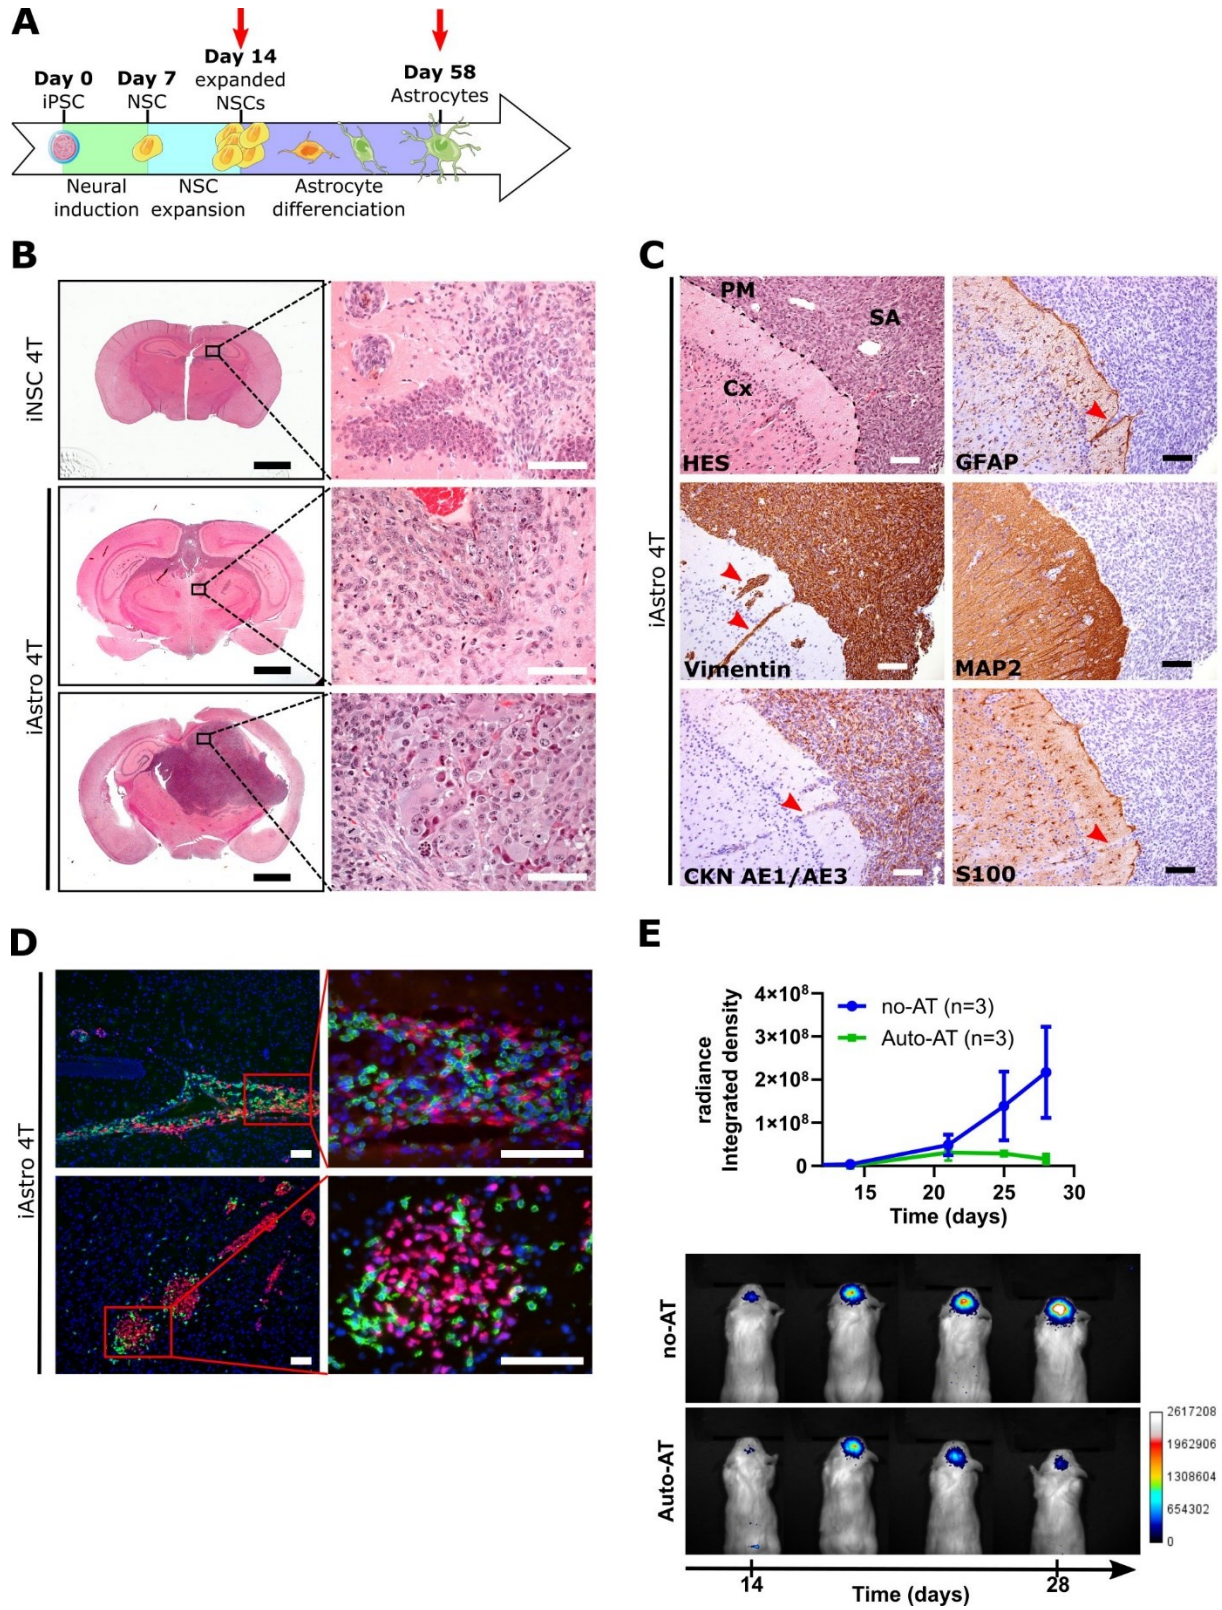 A
Day 0
iPSC
Day 7
NSC
Day 14
expanded
NSCs
Day 58
Astrocytes
Neural
induction
NSC
expansion
Astrocyte
differenciation
B
iNSC 4T
iAstro 4T
C
iAstro 4T
PM
SA
Cx
HES
GFAP
Vimentin
MAP2
CKN AE1/AE3
S100
D
iAstro 4T
E
radiance
Integrated density
4×10⁸
3×10⁸
2×10⁸
1×10⁸
0
no-AT (n=3)
Auto-AT (n=3)
15
20
25
30
Time (days)
no-AT
Auto-AT
2617208
1962906
1308604
654302
0
14
28
Time (days)